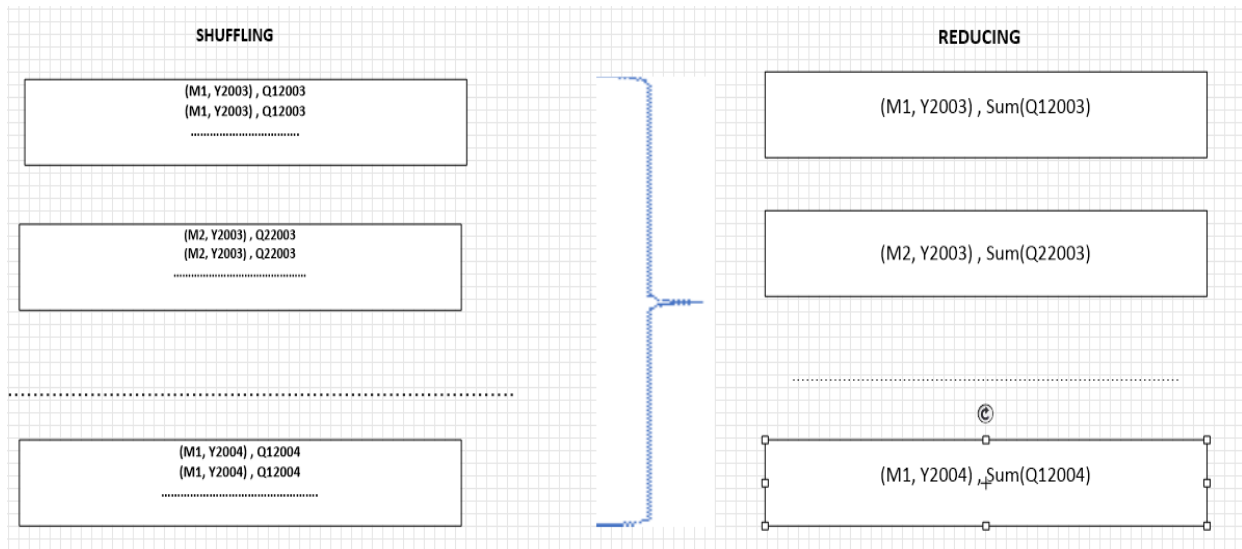 SHUFFLING
(M1, Y2003) , Q12003
(M1, Y2003) , Q12003
(M2, Y2003) , Q22003
(M2, Y2003) , Q22003
(M1, Y2004) , Q12004
(M1, Y2004) , Q12004
REDUCING
(M1, Y2003) , Sum(Q12003)
(M2, Y2003) , Sum(Q22003)
(M1, Y2004) , Sum(Q12004)